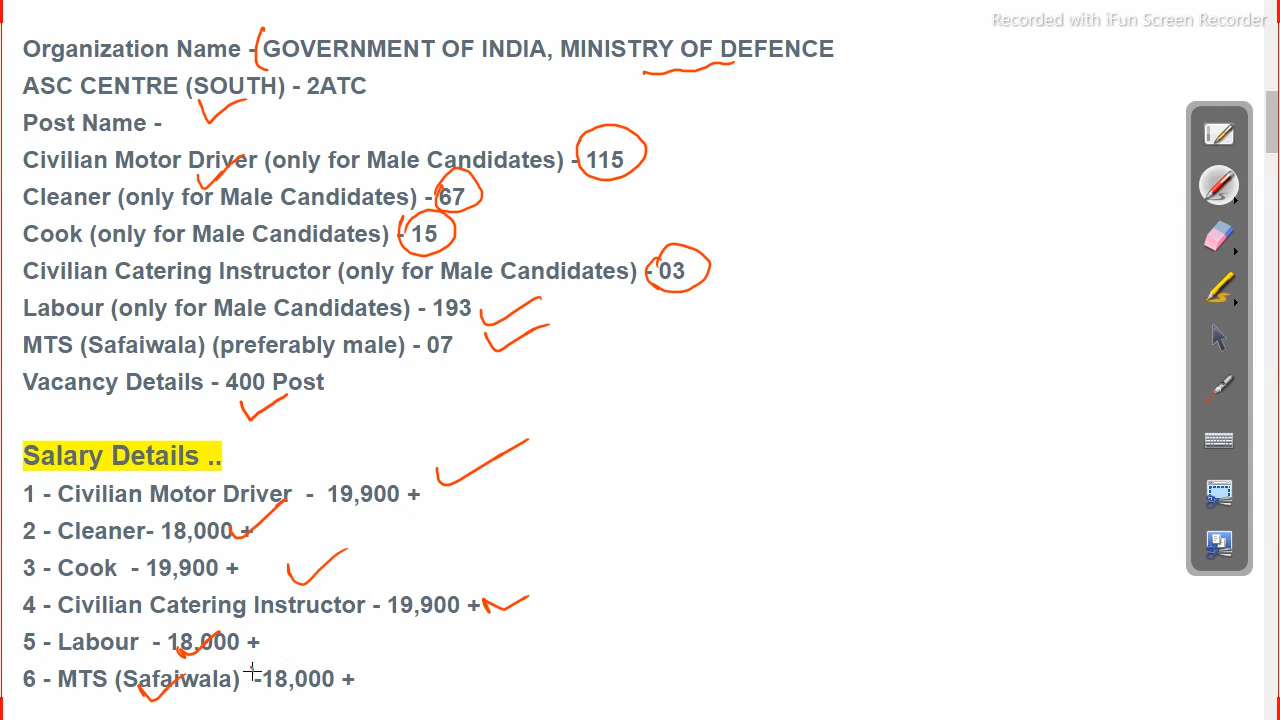 Recorded with iFun Screen Recorder
Organization Name - GOVERNMENT OF INDIA, MINISTRY OF DEFENCE
ASC CENTRE (SOUTH) - 2ATC
Post Name -
Civilian Motor Driver (only for Male Candidates) - 115
Cleaner (only for Male Candidates) - 67
Cook (only for Male Candidates) - 15
Civilian Catering Instructor (only for Male Candidates) - 03
Labour (only for Male Candidates) - 193
MTS (Safaiwala) (preferably male) - 07
Vacancy Details - 400 Post
Salary Details ..
1 - Civilian Motor Driver - 19,900 +
2 - Cleaner- 18,000 +
3 - Cook - 19,900 +
4 - Civilian Catering Instructor - 19,900 +
5 - Labour - 18,000 +
6 - MTS (Safaiwala) -18,000 +